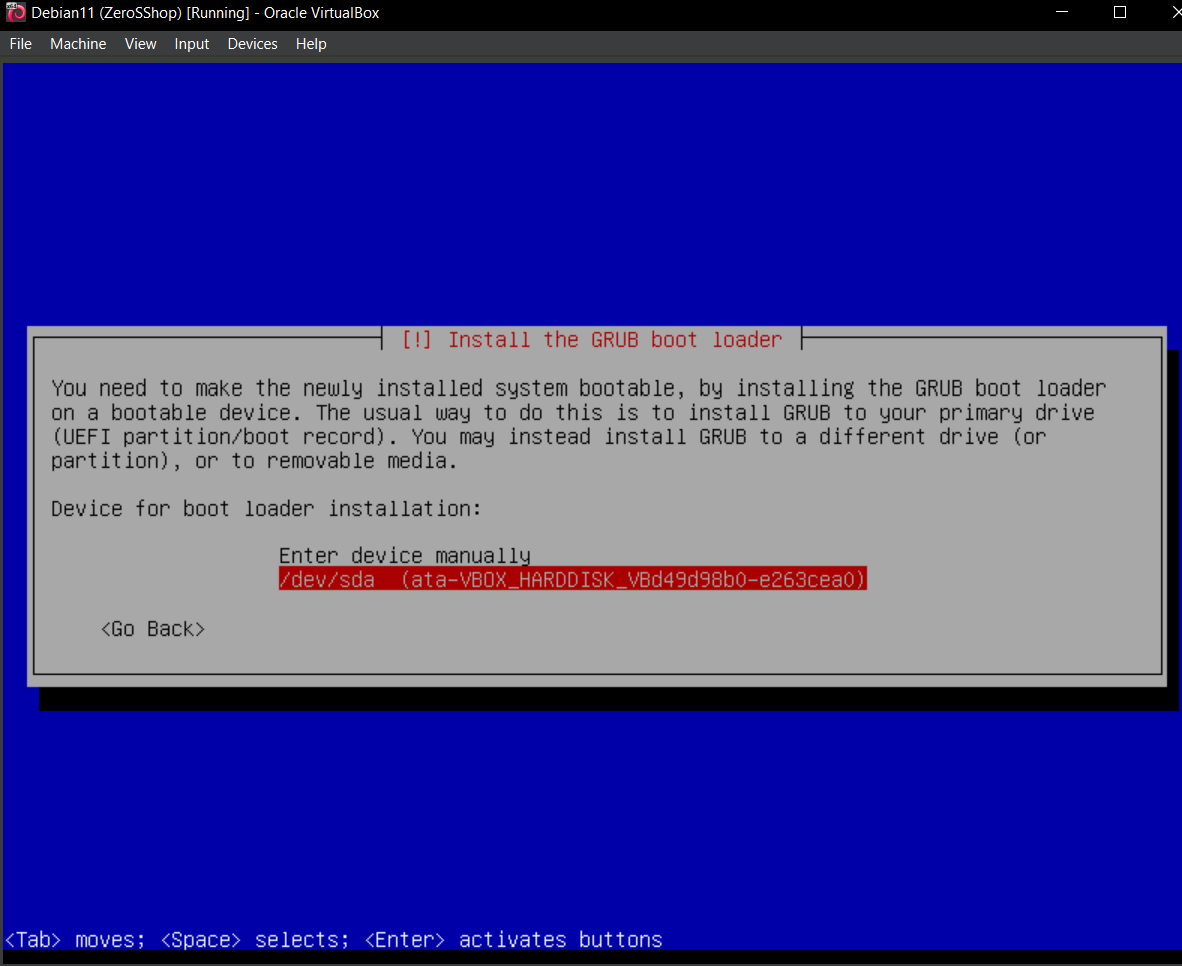 Debian11 (ZeroSShop) [Running] - Oracle VirtualBox
File Machine View Input Devices Help
[!] Install the GRUB boot loader
You need to make the newly installed system bootable, by installing the GRUB boot loader
on a bootable device. The usual way to do this is to install GRUB to your primary drive
(UEFI partition/boot record). You may instead install GRUB to a different drive (or
partition), or to removable media.
Device for boot loader installation:
Enter device manually
/dev/sda (ata-VBOX_HARDDISK_VBd49d98b0-e263cea0)
<Go Back>
<Tab> moves; <Space> selects; <Enter> activates buttons